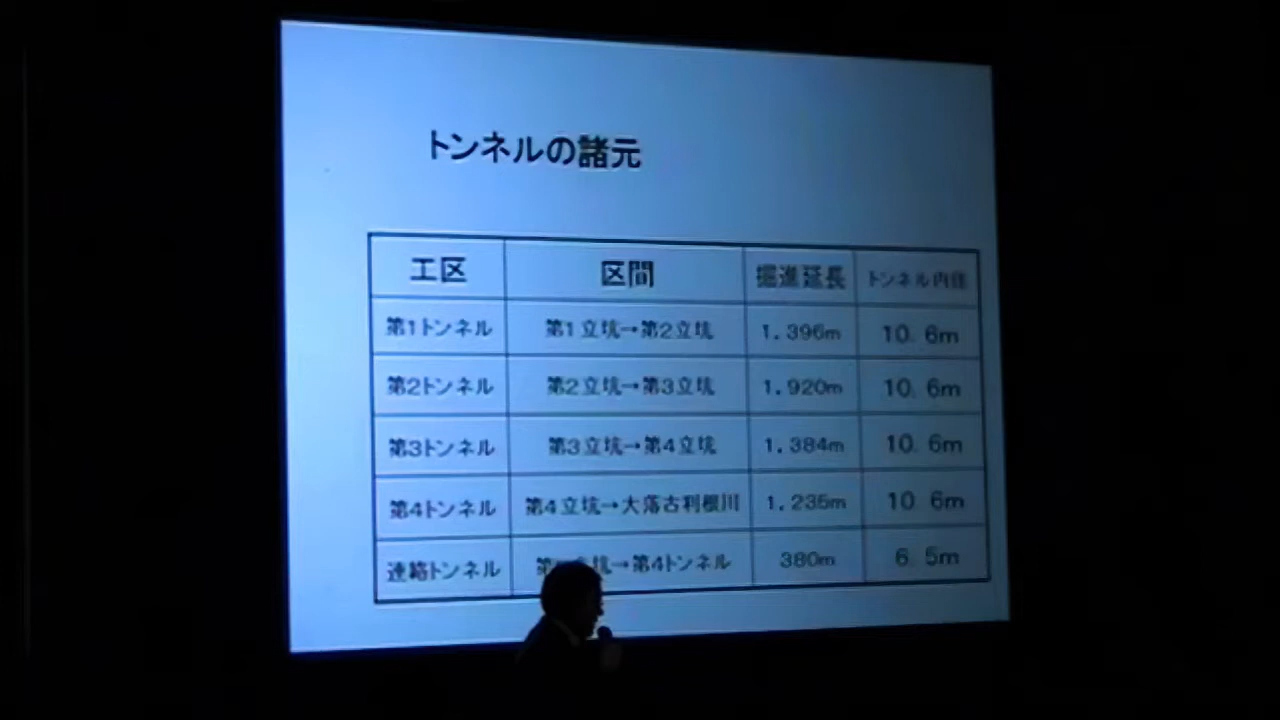 トンネルの諸元
工区 区間 掘進延長 トンネル内径
第1トンネル 第1立坑→第2立坑 1.396m 10.6m
第2トンネル 第2立坑→第3立坑 1.920m 10.6m
第3トンネル 第3立坑→第4立坑 1.384m 10.6m
第4トンネル 第4立坑→大落古利根川 1.235m 10.6m
連絡トンネル 第 立坑→第4トンネル 380m 6.5m